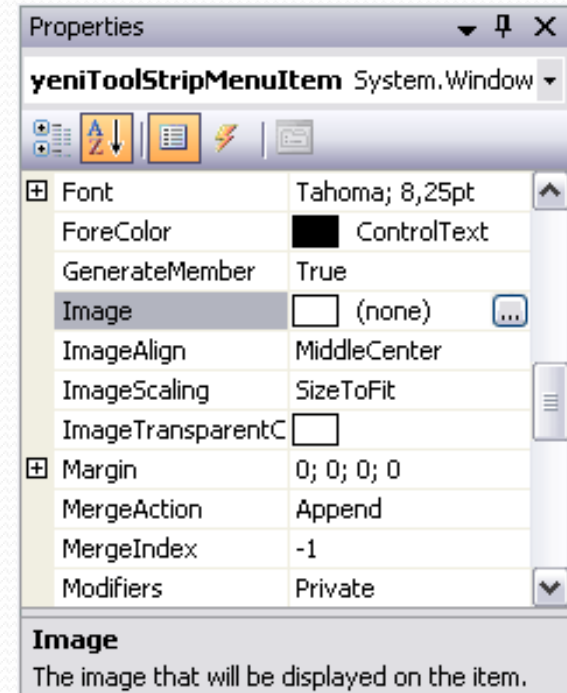 Properties
yeniToolStripMenuItem System.Window
Font Tahoma; 8,25pt
ForeColor ControlText
GenerateMember True
Image (none) ...
ImageAlign MiddleCenter
ImageScaling SizeToFit
ImageTransparentC
Margin 0; 0; 0; 0
MergeAction Append
MergeIndex -1
Modifiers Private
Image
The image that will be displayed on the item.